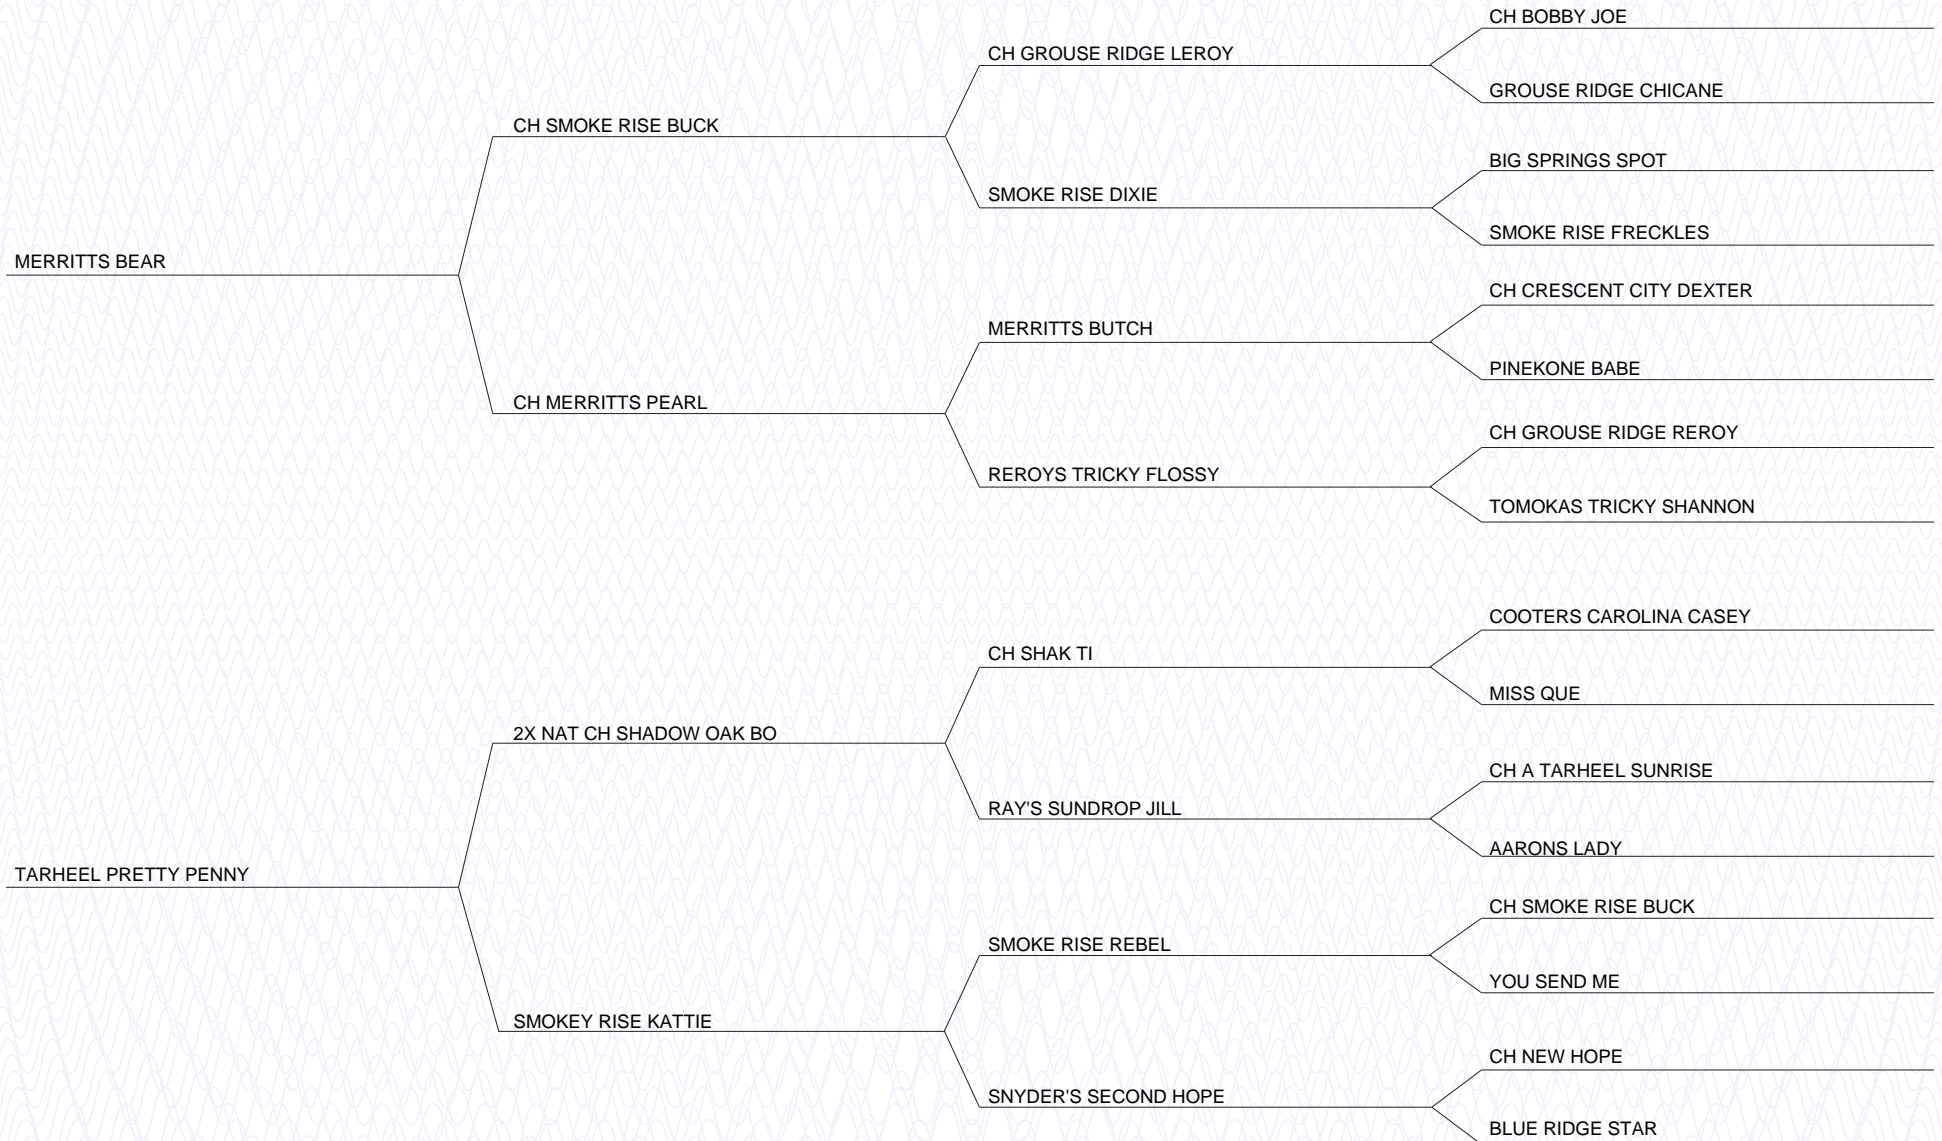 CH BOBBY JOE
CH GROUSE RIDGE LEROY
GROUSE RIDGE CHICANE
CH SMOKE RISE BUCK
BIG SPRINGS SPOT
SMOKE RISE DIXIE
SMOKE RISE FRECKLES
MERRITTS BEAR
CH CRESCENT CITY DEXTER
MERRITTS BUTCH
PINEKONE BABE
CH MERRITTS PEARL
CH GROUSE RIDGE REROY
REROYS TRICKY FLOSSY
TOMOKAS TRICKY SHANNON
COOTERS CAROLINA CASEY
CH SHAK TI
MISS QUE
2X NAT CH SHADOW OAK BO
CH A TARHEEL SUNRISE
RAY'S SUNDROP JILL
AARONS LADY
TARHEEL PRETTY PENNY
CH SMOKE RISE BUCK
SMOKE RISE REBEL
YOU SEND ME
SMOKEY RISE KATTIE
CH NEW HOPE
SNYDER'S SECOND HOPE
BLUE RIDGE STAR